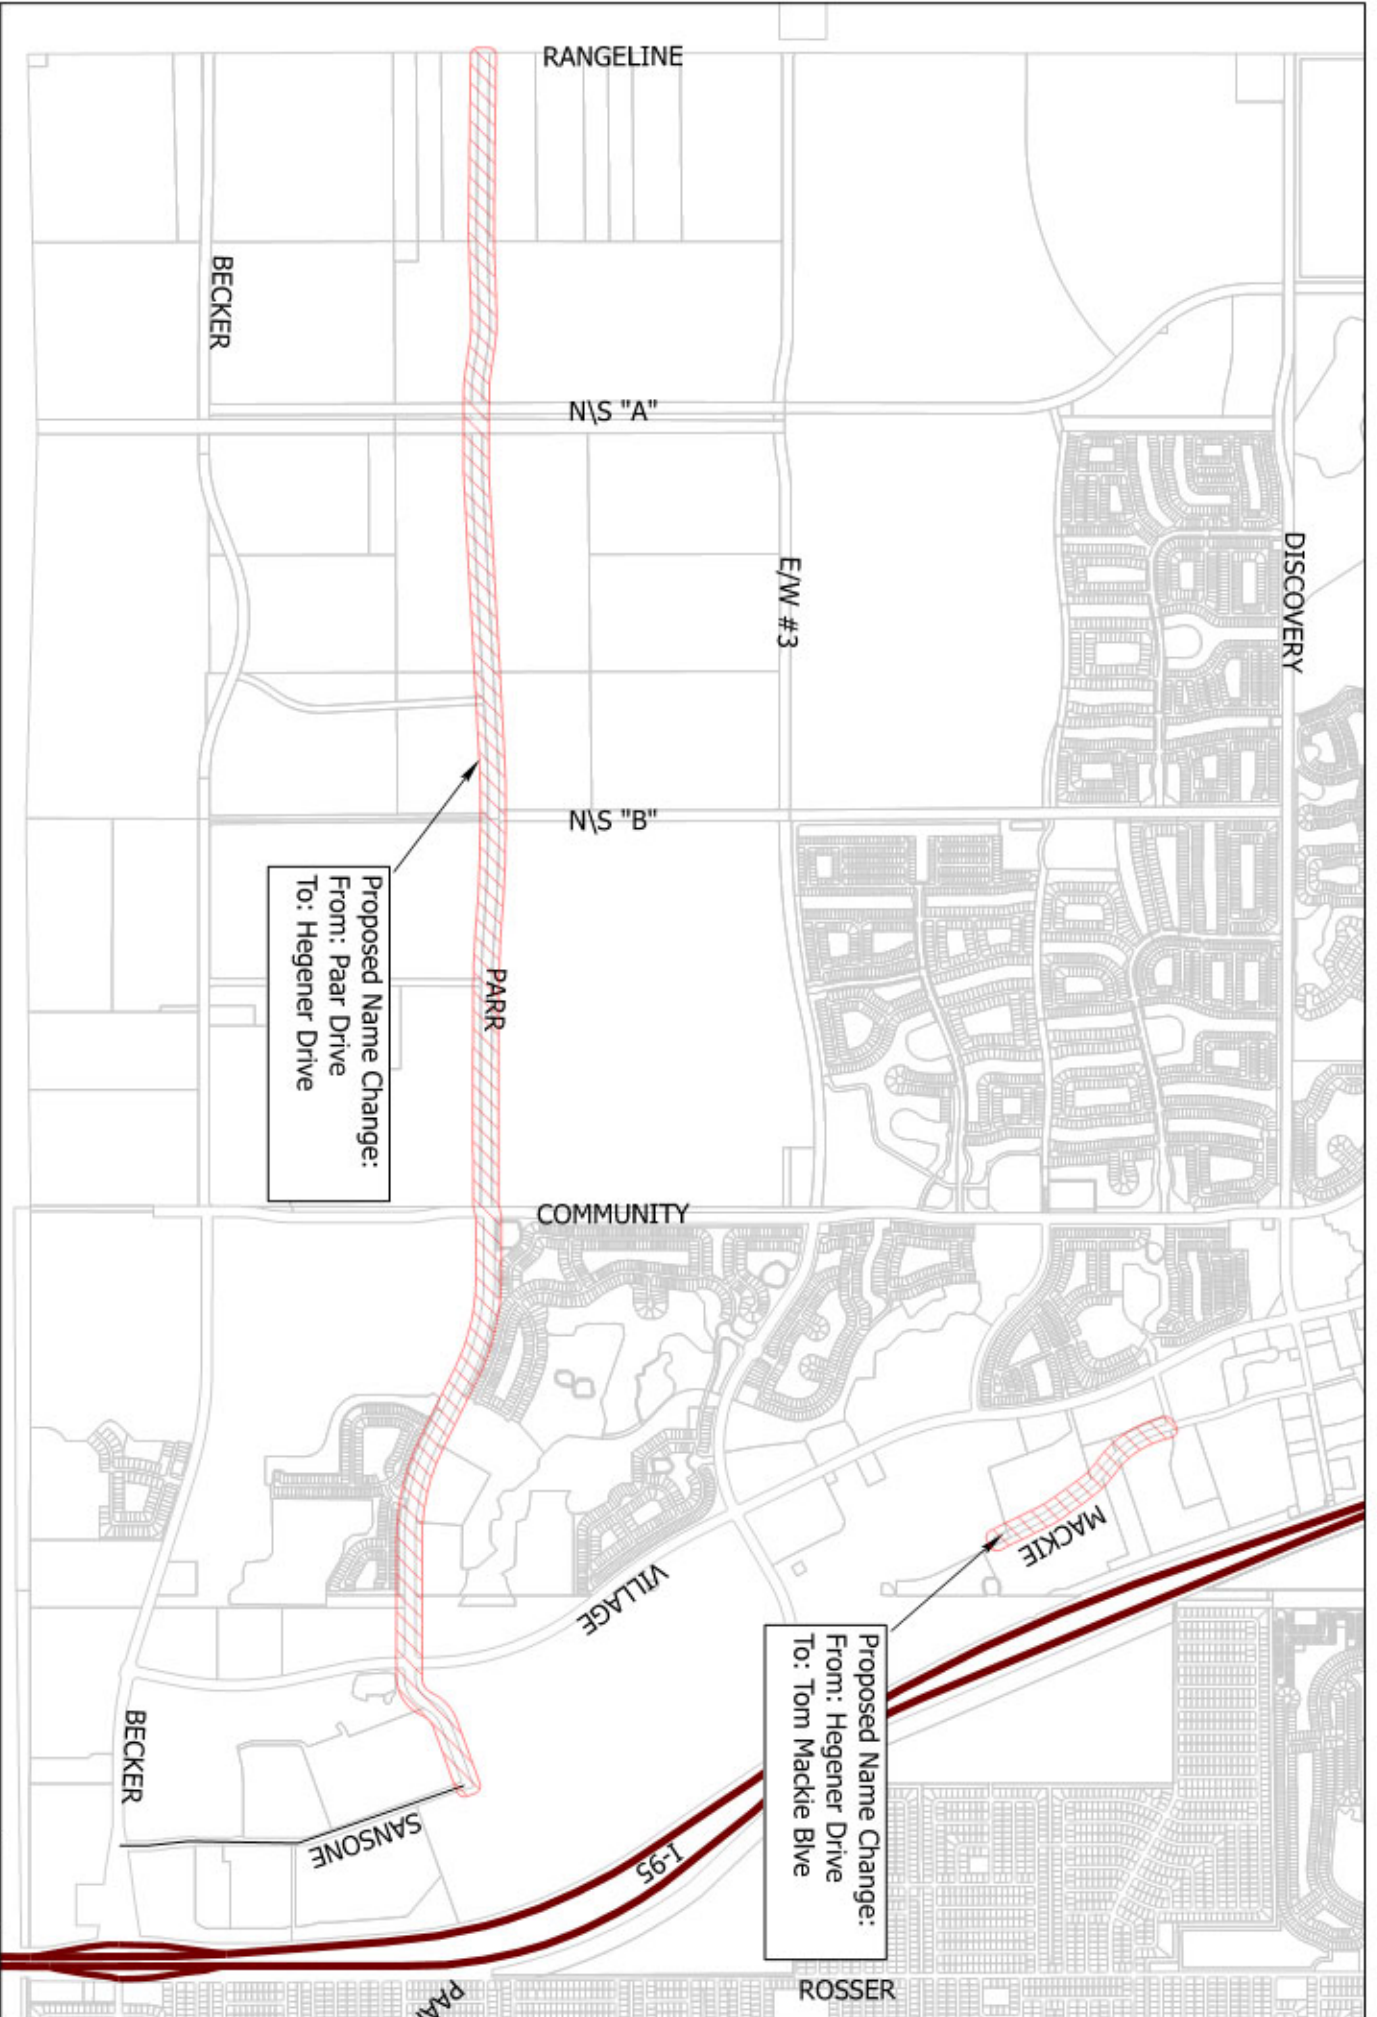 RANGELINE
BECKER
N\S "A"
E/W #3
DISCOVERY
N\S "B"
Proposed Name Change:
From: Paar Drive
To: Hegener Drive
PARR
COMMUNITY
MACKIE
VILLAGE
Proposed Name Change:
From: Hegener Drive
To: Tom Mackie Blve
BECKER
SANSONE
I-95
ROSSER